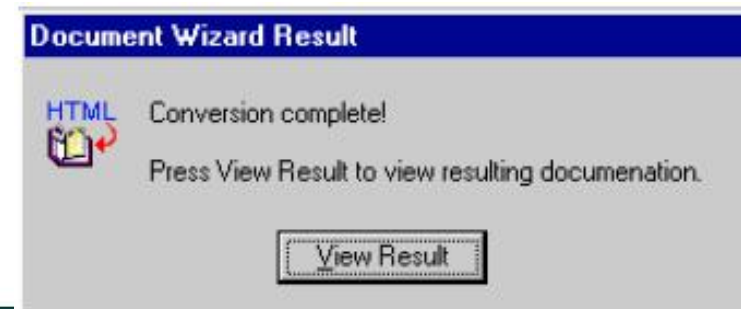 Document Wizard Result
HTML
Conversion complete!
Press View Result to view resulting documenation.
View Result